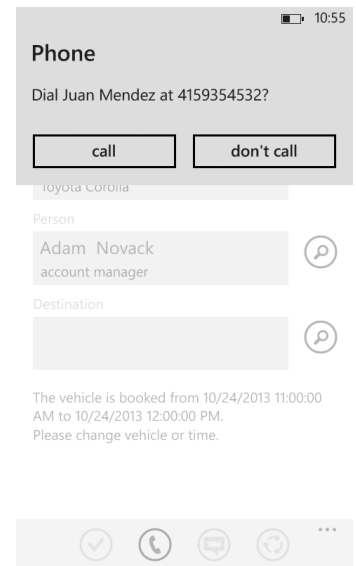 10:55
Phone
Dial Juan Mendez at 4159354532?
call
don't call
Toyota Corolla
Person
Adam Novack
account manager
Destination
The vehicle is booked from 10/24/2013 11:00:00
AM to 10/24/2013 12:00:00 PM.
Please change vehicle or time.